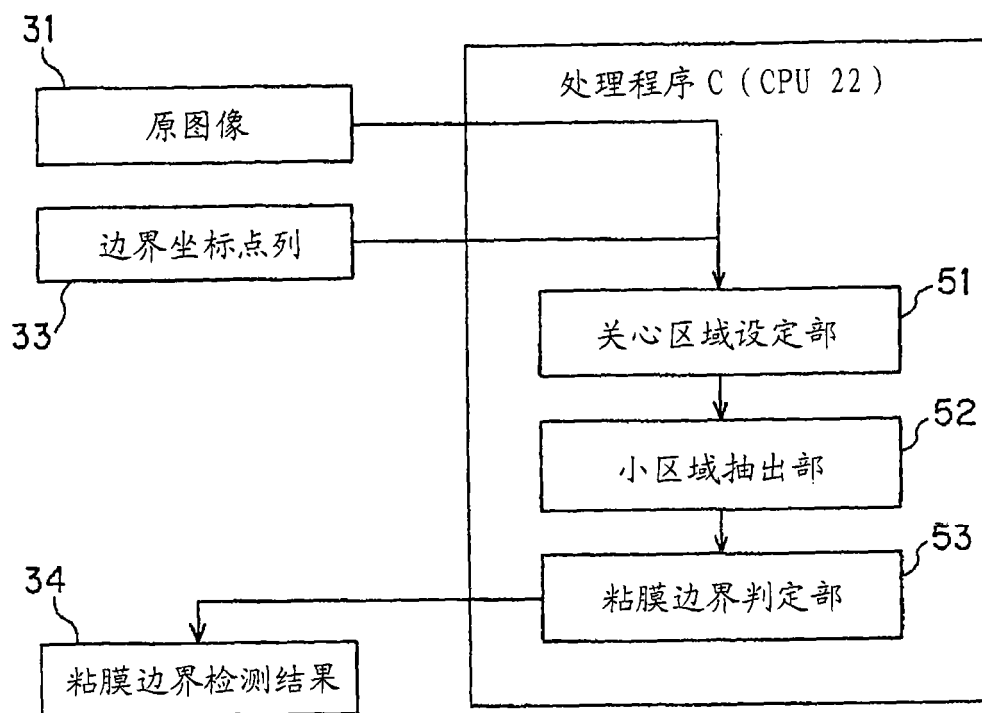 31
处理程序 C (CPU 22)
原图像
边界坐标点列
33
51
关心区域设定部
52
小区域抽出部
53
34
粘膜边界判定部
粘膜边界检测结果